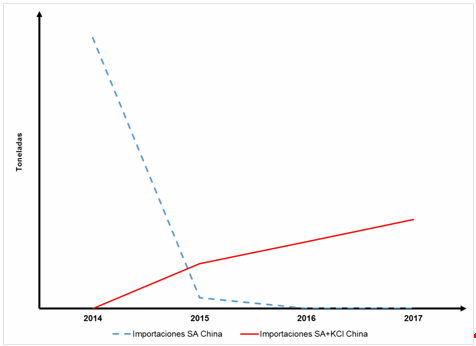 Toneladas
2014 2015 2016 2017
Importaciones SA China Importaciones SA+KCl China